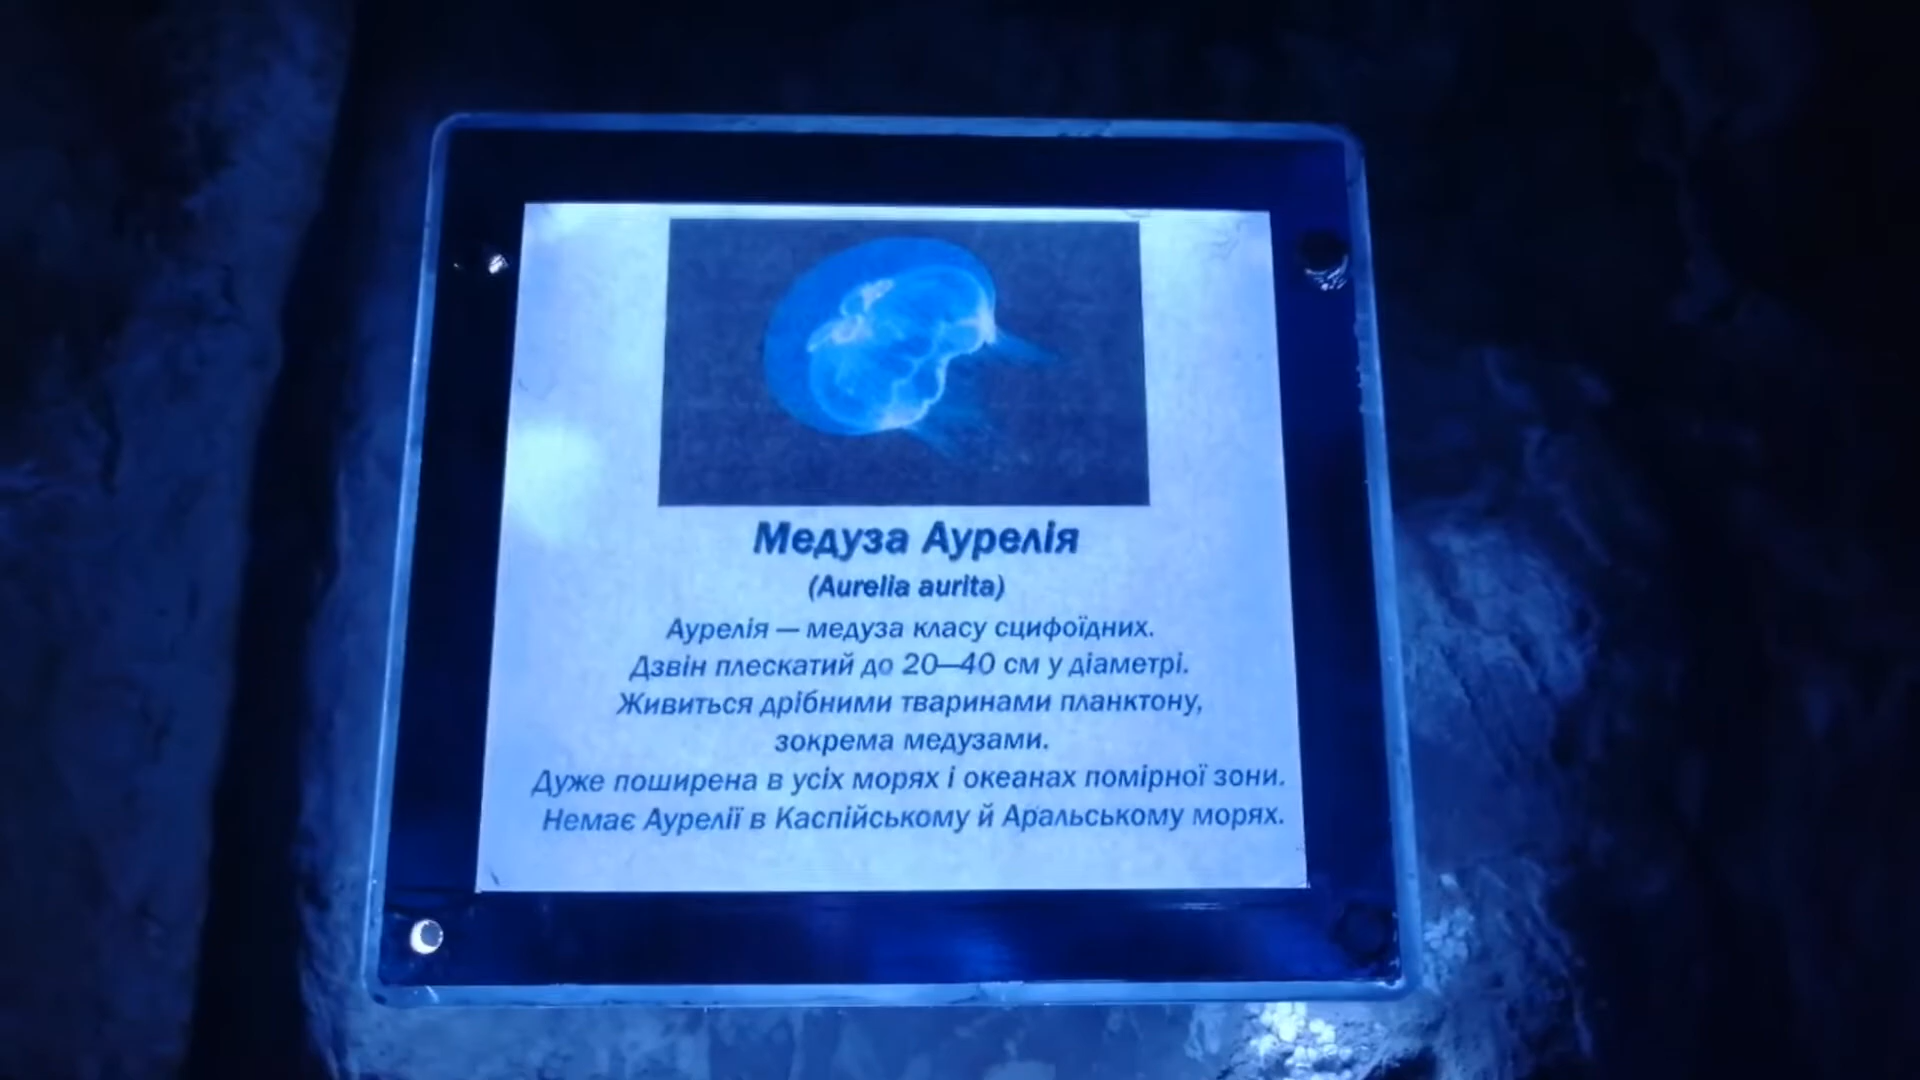 Медуза Аурелія
(Aurelia aurita)
Аурелія — медуза класу сцифоїдних.
Дзвін плескатий до 20—40 см у діаметрі.
Живиться дрібними тваринами планктону,
зокрема медузами.
Дуже поширена в усіх морях і океанах помірної зони.
Немає Аурелії в Каспійському й Аральському морях.